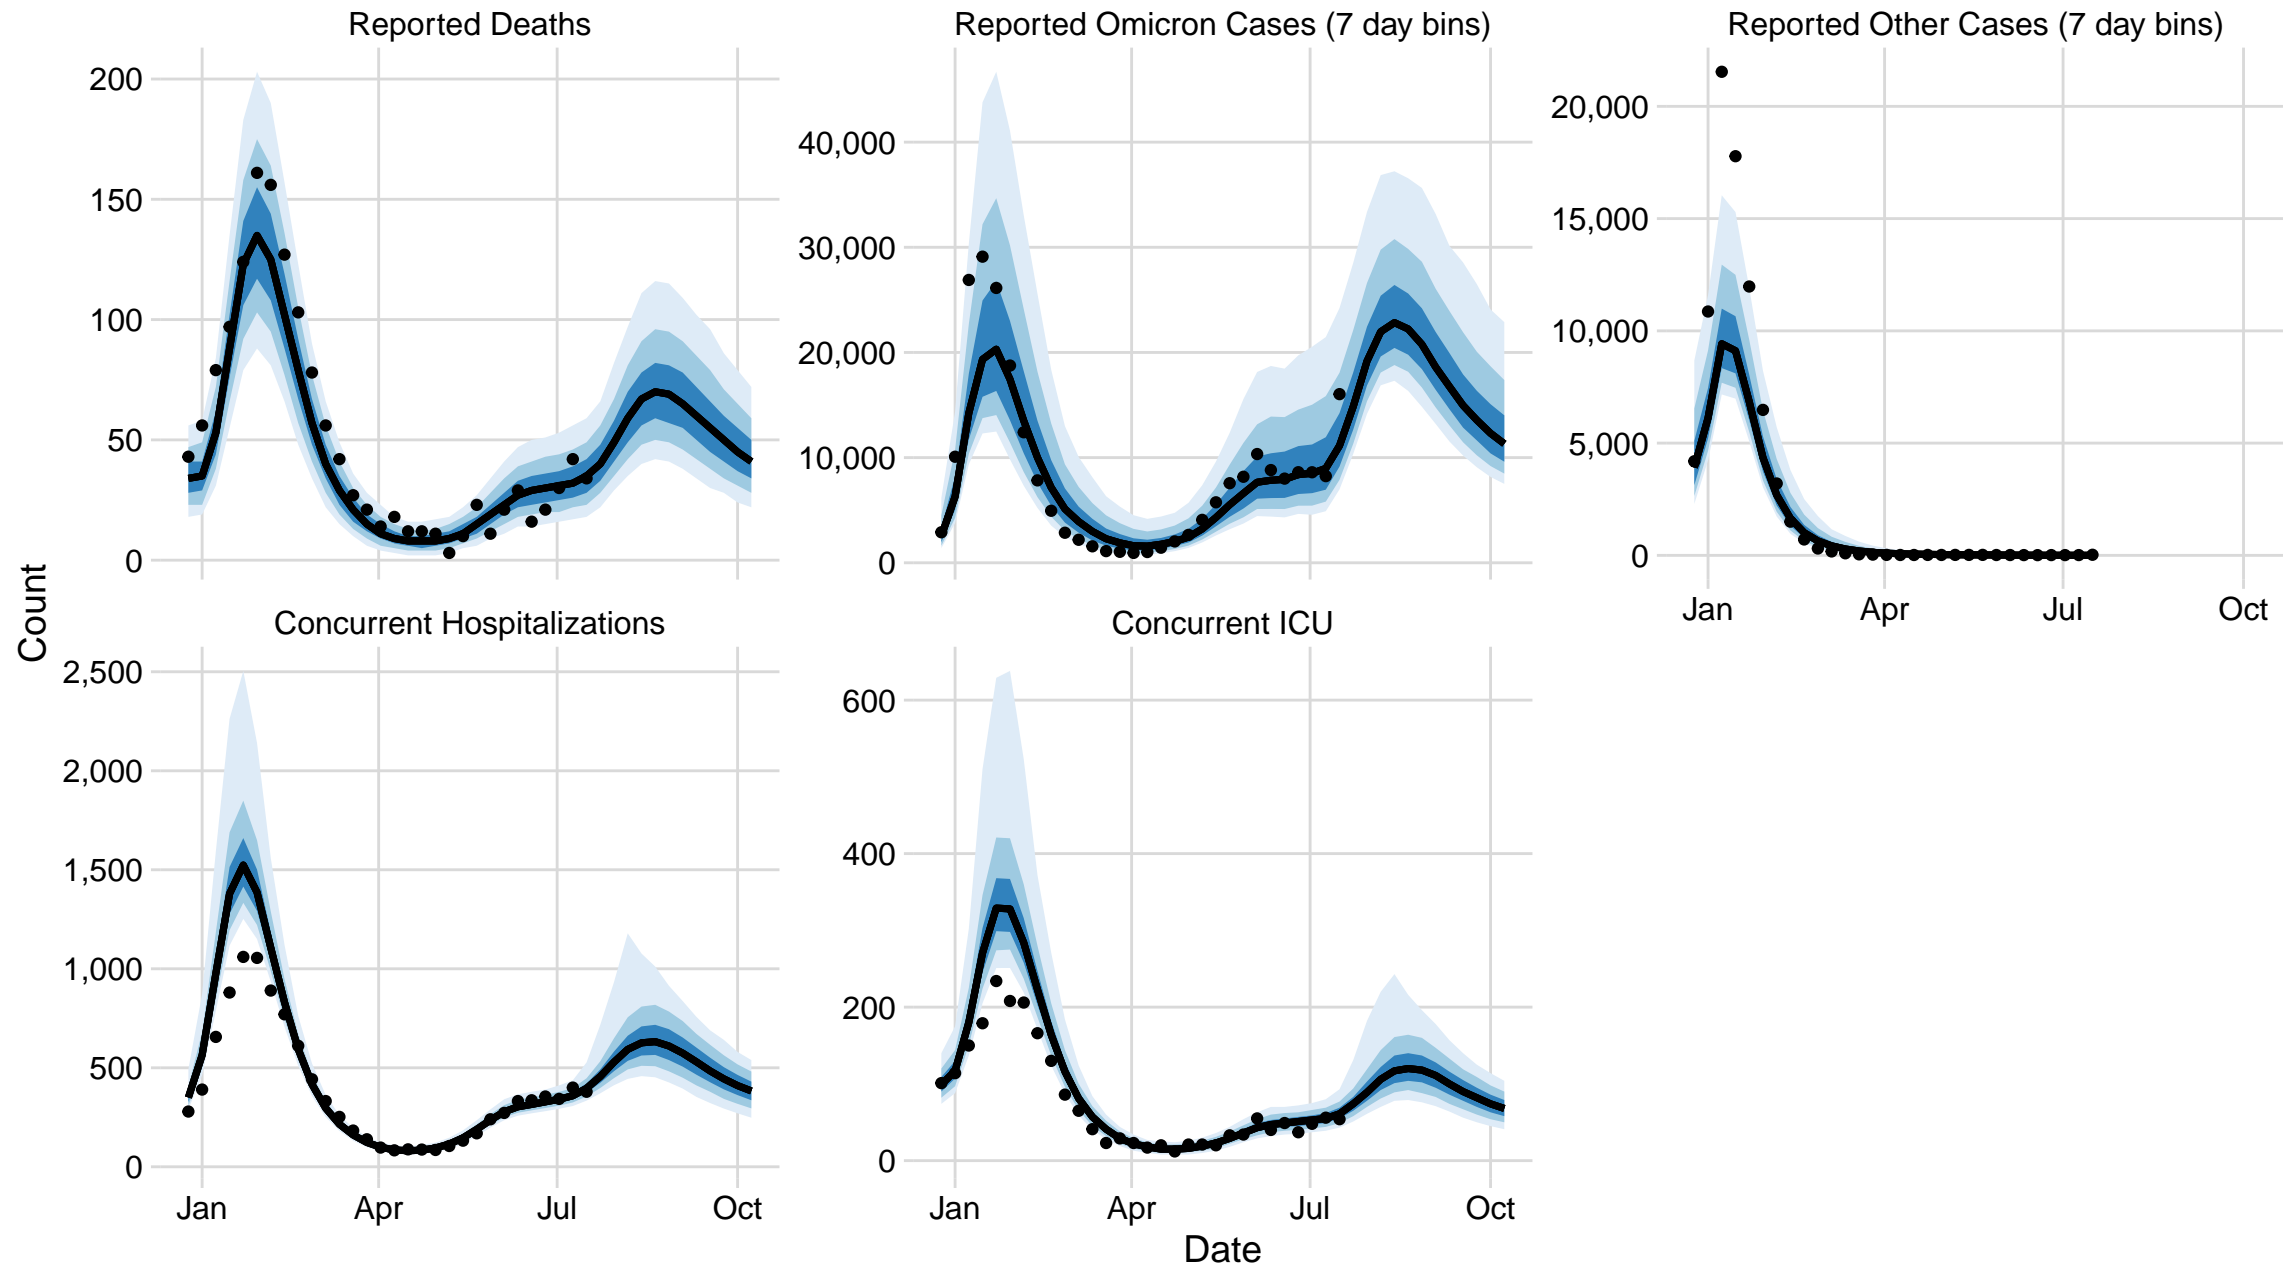 Reported Deaths
Reported Omicron Cases (7 day bins)
Reported Other Cases (7 day bins)
200
150
100
50
0
40,000
30,000
20,000
10,000
0
20,000
15,000
10,000
5,000
0
Jan Apr Jul Oct
Count
Concurrent Hospitalizations
Concurrent ICU
2,500
2,000
1,500
1,000
500
0
600
400
200
0
Jan Apr Jul Oct
Jan Apr Jul Oct
Date